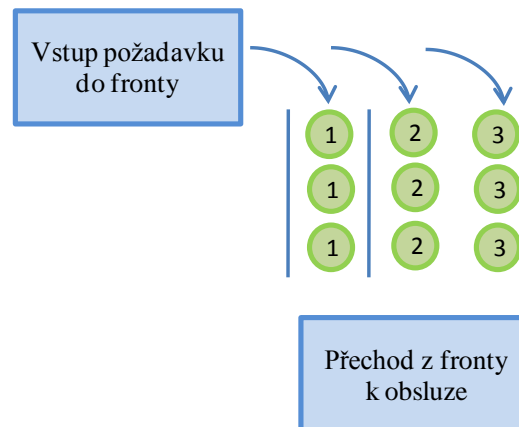 Vstup požadavku
do fronty
1 2 3
1 2 3
1 2 3
Přechod z fronty
k obsluze